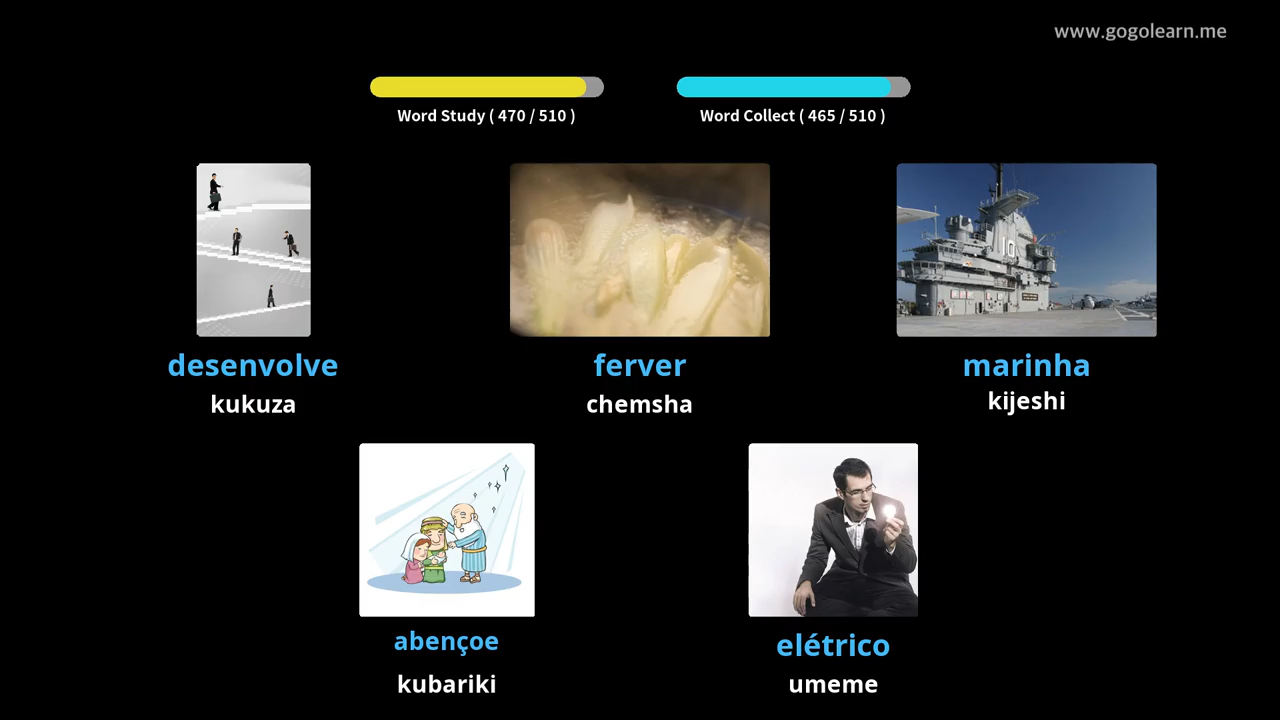 www.gogolearn.me
Word Study ( 470 / 510 )
Word Collect ( 465 / 510 )
desenvolve
kukuza
ferver
chemsha
marinha
kijeshi
abençoe
kubariki
elétrico
umeme